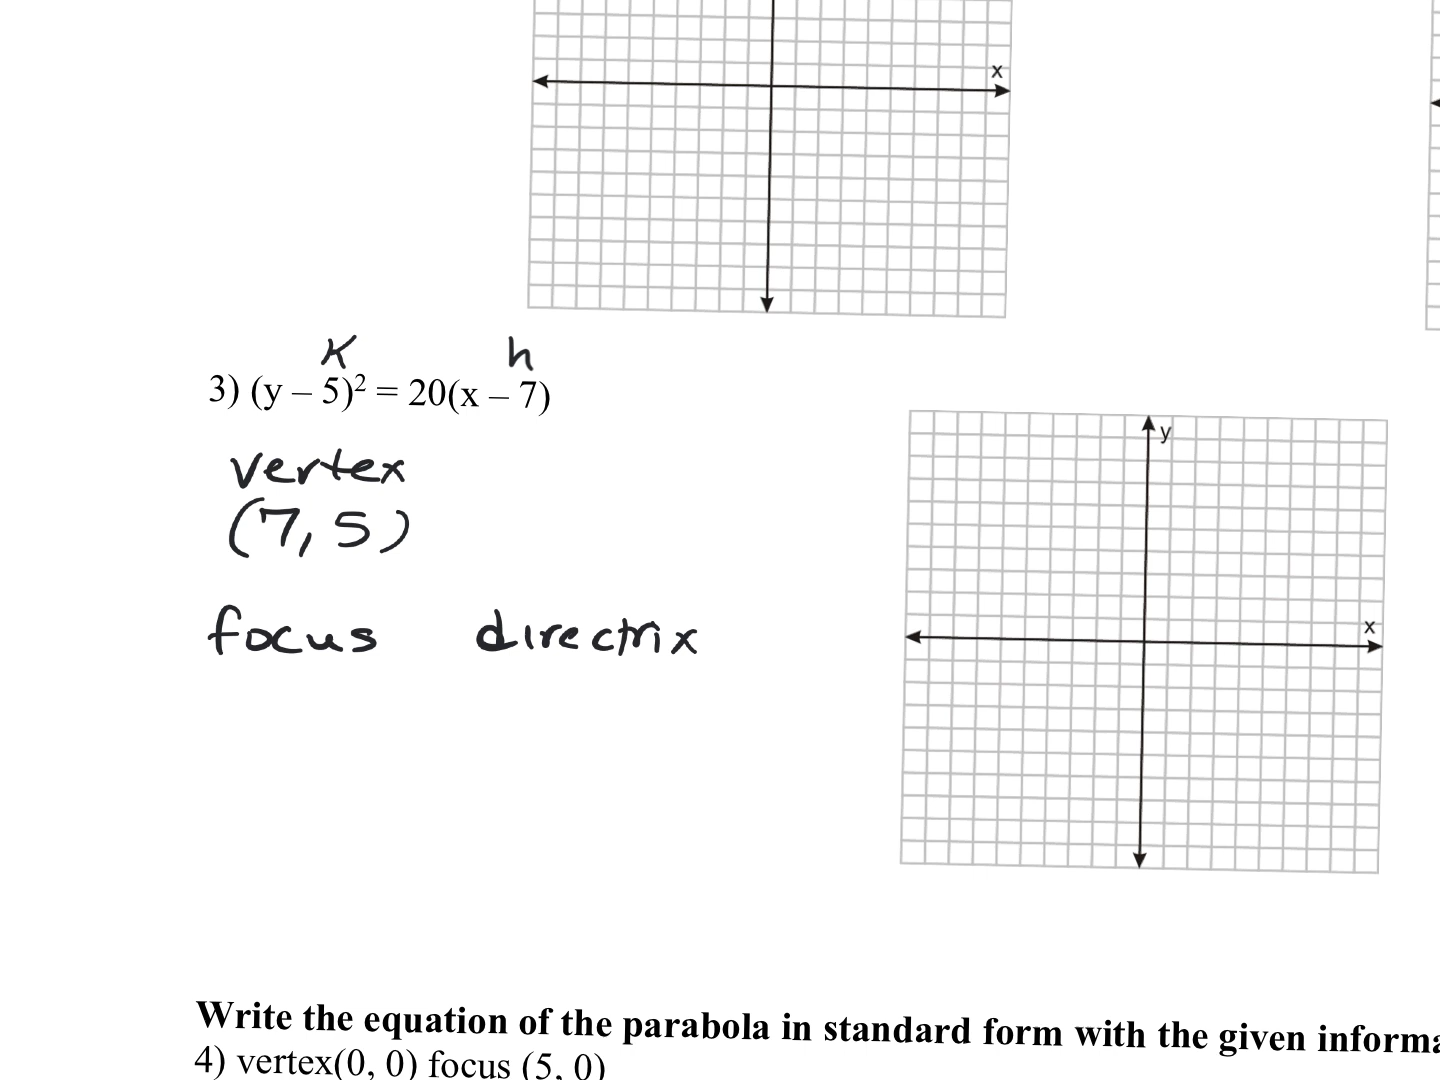 x
K h
3) (y – 5)² = 20(x – 7)
y
vertex
(7, 5)
focus directrix
x
Write the equation of the parabola in standard form with the given
4) vertex(0, 0) focus (5, 0)